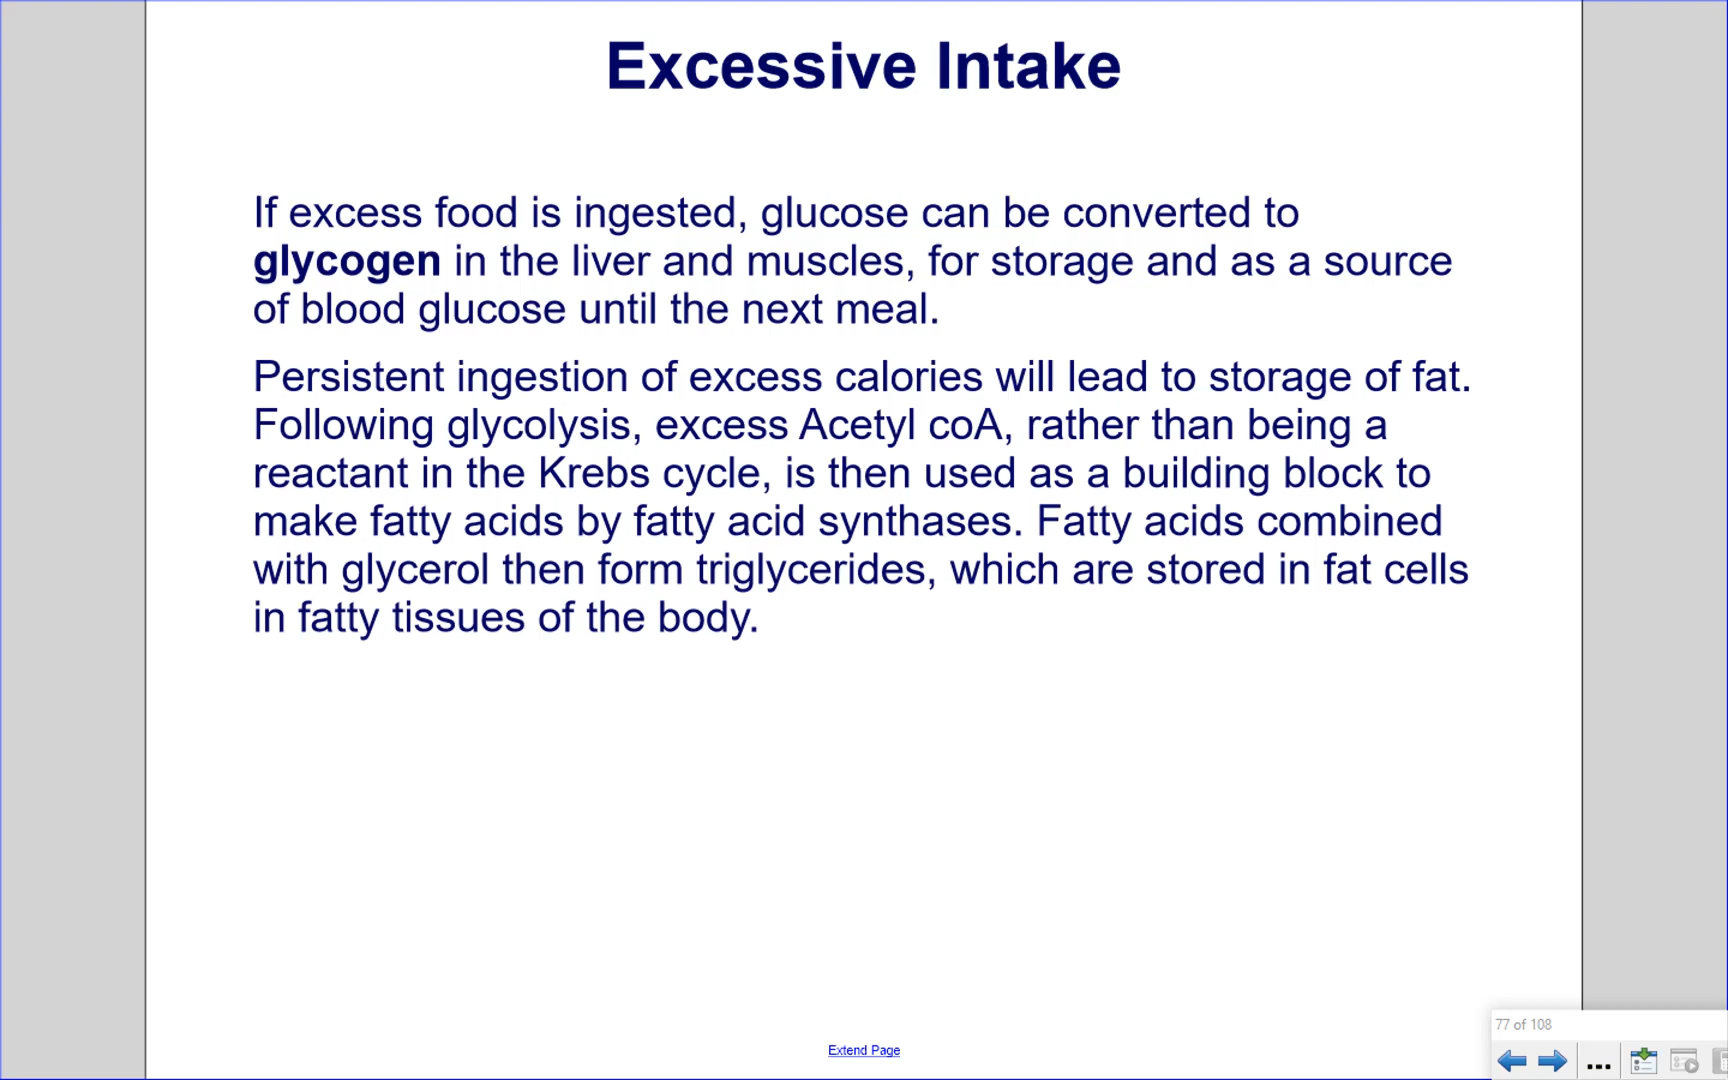 Excessive Intake
If excess food is ingested, glucose can be converted to
glycogen in the liver and muscles, for storage and as a source
of blood glucose until the next meal.
Persistent ingestion of excess calories will lead to storage of fat.
Following glycolysis, excess Acetyl coA, rather than being a
reactant in the Krebs cycle, is then used as a building block to
make fatty acids by fatty acid synthases. Fatty acids combined
with glycerol then form triglycerides, which are stored in fat cells
in fatty tissues of the body.
77 of 108
Extend Page
...